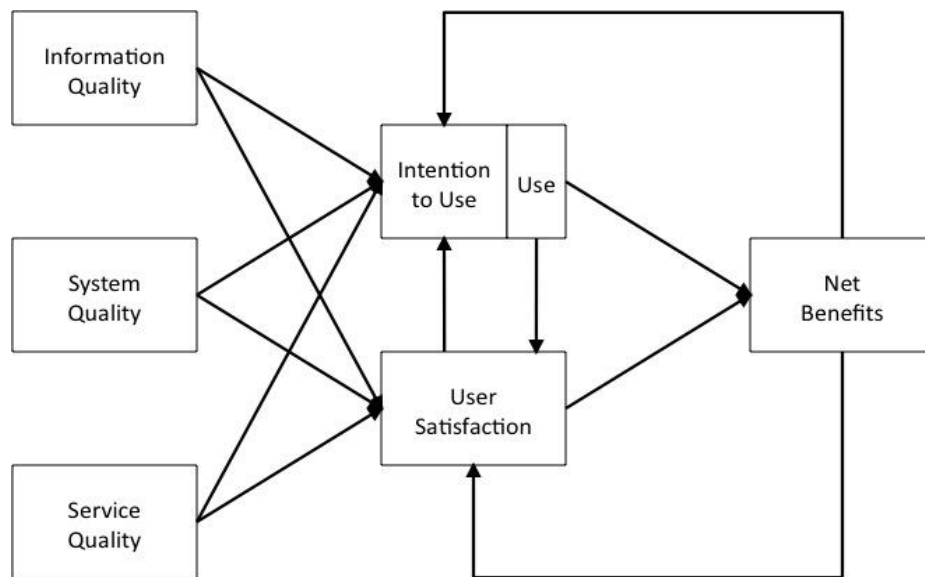 Information
Quality
Intention
to Use
Use
System
Quality
Net
Benefits
User
Satisfaction
Service
Quality